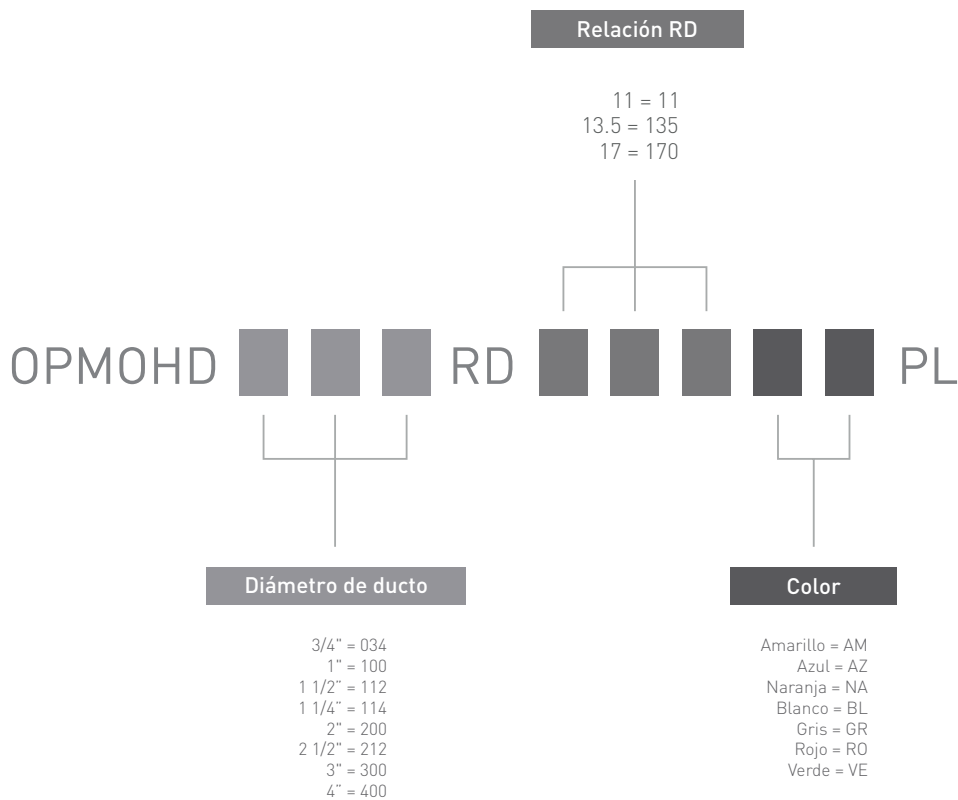 Relación RD
11 = 11
13.5 = 135
17 = 170
OPMOHD RD PL
Diámetro de ducto
3/4" = 034
1" = 100
1 1/2" = 112
1 1/4" = 114
2" = 200
2 1/2" = 212
3" = 300
4" = 400
Color
Amarillo = AM
Azul = AZ
Naranja = NA
Blanco = BL
Gris = GR
Rojo = RO
Verde = VE